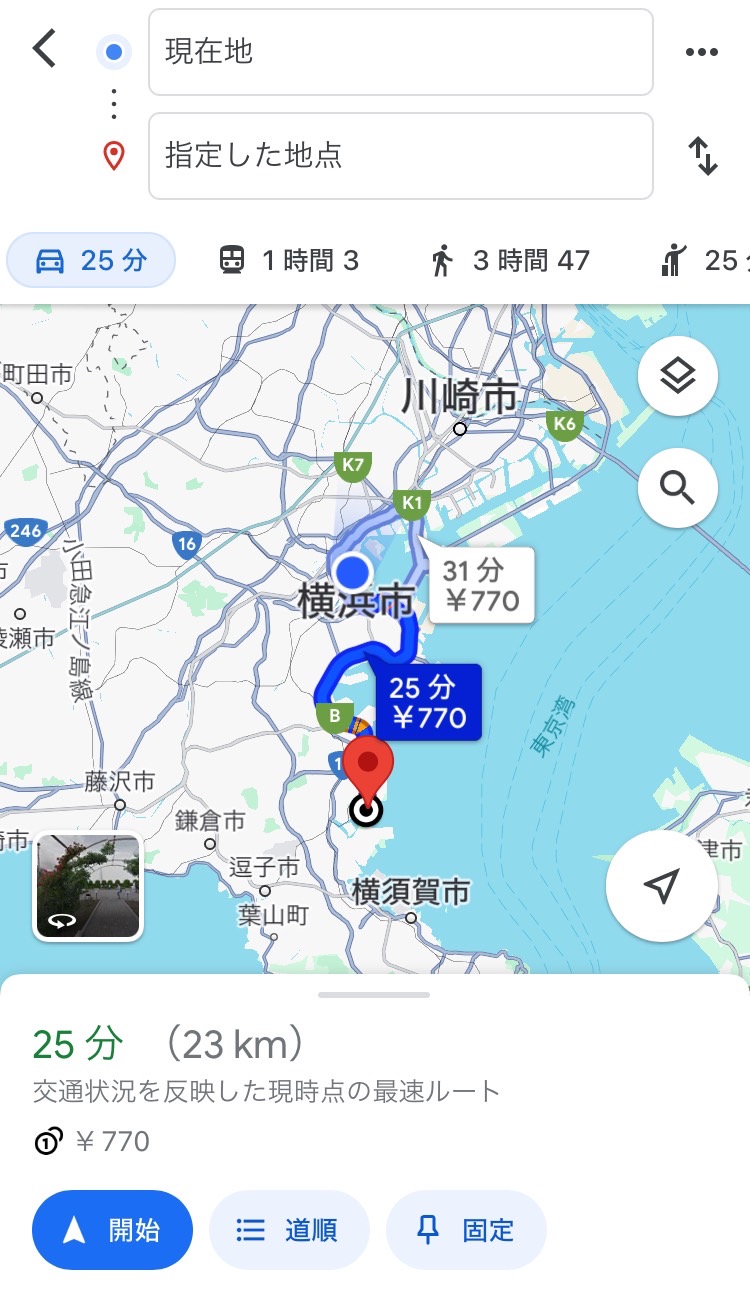 現在地
指定した地点
25 分
1 時間 3
3 時間 47
25
町田市
川崎市
K6
K7
K1
246
16
小田急江ノ島線
横浜市
31 分
￥770
綾瀬市
25 分
￥770
B
東京湾
1
藤沢市
鎌倉市
逗子市
横須賀市
葉山町
津市
25 分 （23 km）
交通状況を反映した現時点の最速ルート
￥770
開始
道順
固定